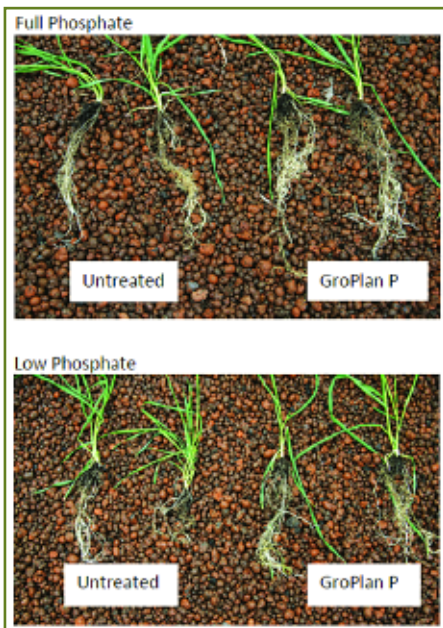 Full Phosphate
Untreated
GroPlan P
Low Phosphate
Untreated
GroPlan P